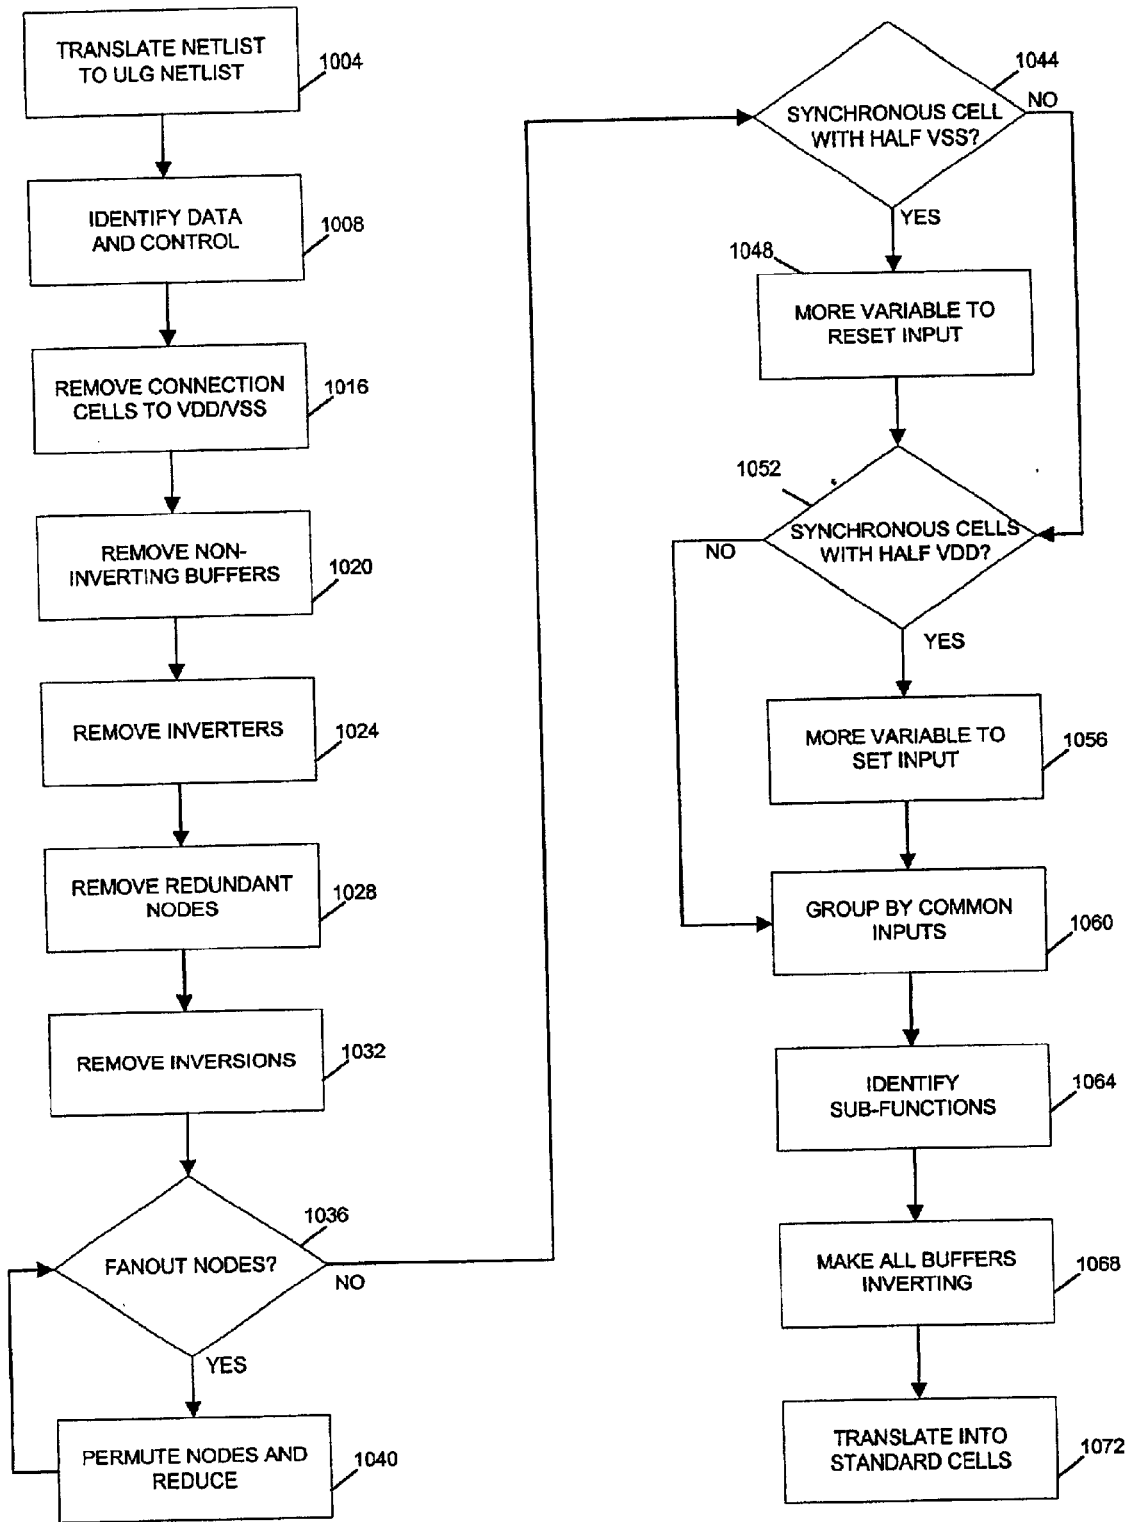 TRANSLATE NETLIST
TO ULG NETLIST
1004
IDENTIFY DATA
AND CONTROL
1008
REMOVE CONNECTION
CELLS TO VDD/VSS
1016
REMOVE NON-
INVERTING BUFFERS
1020
REMOVE INVERTERS
1024
REMOVE REDUNDANT
NODES
1028
REMOVE INVERSIONS
1032
FANOUT NODES?
1036
NO
YES
PERMUTE NODES AND
REDUCE
1040
SYNCHRONOUS CELL
WITH HALF VSS?
1044
NO
YES
1048
MORE VARIABLE TO
RESET INPUT
1052
SYNCHRONOUS CELLS
WITH HALF VDD?
NO
YES
MORE VARIABLE TO
SET INPUT
1056
GROUP BY COMMON
INPUTS
1060
IDENTIFY
SUB-FUNCTIONS
1064
MAKE ALL BUFFERS
INVERTING
1068
TRANSLATE INTO
STANDARD CELLS
1072